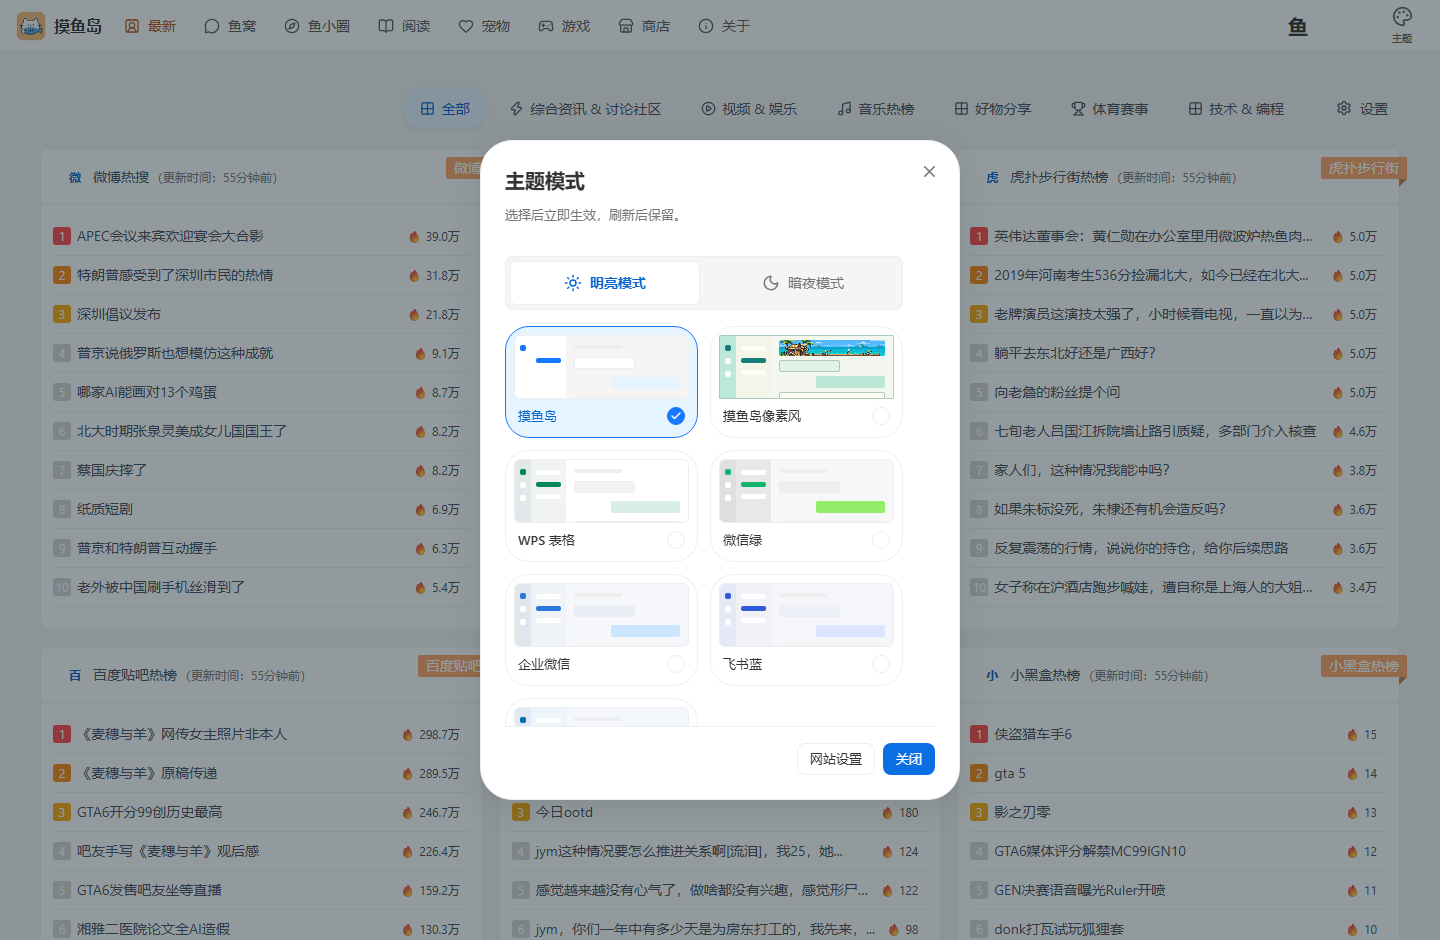 摸鱼岛
最新
鱼窝
鱼小圈
阅读
宠物
游戏
商店
关于
鱼
主题
全部
综合资讯 & 讨论社区
视频 & 娱乐
音乐热榜
好物分享
体育赛事
技术 & 编程
设置
微 微博热搜 (更新时间：55分钟前)
微博
1 APEC会议来宾欢迎宴会大合影 39.0万
2 特朗普感受到了深圳市民的热情 31.8万
3 深圳倡议发布 21.8万
4 普京说俄罗斯也想模仿这种成就 9.1万
5 哪家AI能画对13个鸡蛋 8.7万
6 北大时期张泉灵美成女儿国国王了 8.2万
7 蔡国庆摔了 8.2万
8 纸质短剧 6.9万
9 普京和特朗普互动握手 6.3万
10 老外被中国刷手机丝滑到了 5.4万
主题模式
选择后立即生效，刷新后保留。
明亮模式
暗夜模式
摸鱼岛
摸鱼岛像素风
WPS 表格
微信绿
企业微信
飞书蓝
网站设置
关闭
虎 虎扑步行街热榜 (更新时间：55分钟前)
虎扑步行街
1 英伟达董事会：黄仁勋在办公室里用微波炉热鱼肉... 5.0万
2 2019年河南考生536分捡漏北大，如今已经在北大... 5.0万
3 老牌演员这演技太强了，小时候看电视，一直以为... 5.0万
4 躺平去东北好还是广西好？ 5.0万
5 向老詹的粉丝提个问 5.0万
6 七旬老人吕国江拆院墙让路引质疑，多部门介入核查 4.6万
7 家人们，这种情况我能冲吗？ 3.8万
8 如果朱标没死，朱棣还有机会造反吗？ 3.6万
9 反复震荡的行情，说说你的持仓，给你后续思路 3.6万
10 女子称在沪酒店跑步喊娃，遭自称是上海人的大姐... 3.4万
百 百度贴吧热榜 (更新时间：55分钟前)
百度贴吧
1 《麦穗与羊》网传女主照片非本人 298.7万
2 《麦穗与羊》原稿传递 289.5万
3 GTA6开分99创历史最高 246.7万
4 吧友手写《麦穗与羊》观后感 226.4万
5 GTA6发售吧友坐等直播 159.2万
6 湘雅二医院论文全AI造假 130.3万
3 今日ootd 180
4 jym这种情况要怎么推进关系啊[流泪]，我25，她... 124
5 感觉越来越没有心气了，做啥都没有兴趣，感觉形尸... 122
6 jym，你们一年中有多少天是为房东打工的，我先来，... 98
小 小黑盒热榜 (更新时间：55分钟前)
小黑盒热榜
1 侠盗猎车手6 15
2 gta 5 14
3 影之刃零 13
4 GTA6媒体评分解禁MC99IGN10 12
5 GEN决赛语音曝光Ruler开喷 11
6 donk打瓦试玩狐狸套 10